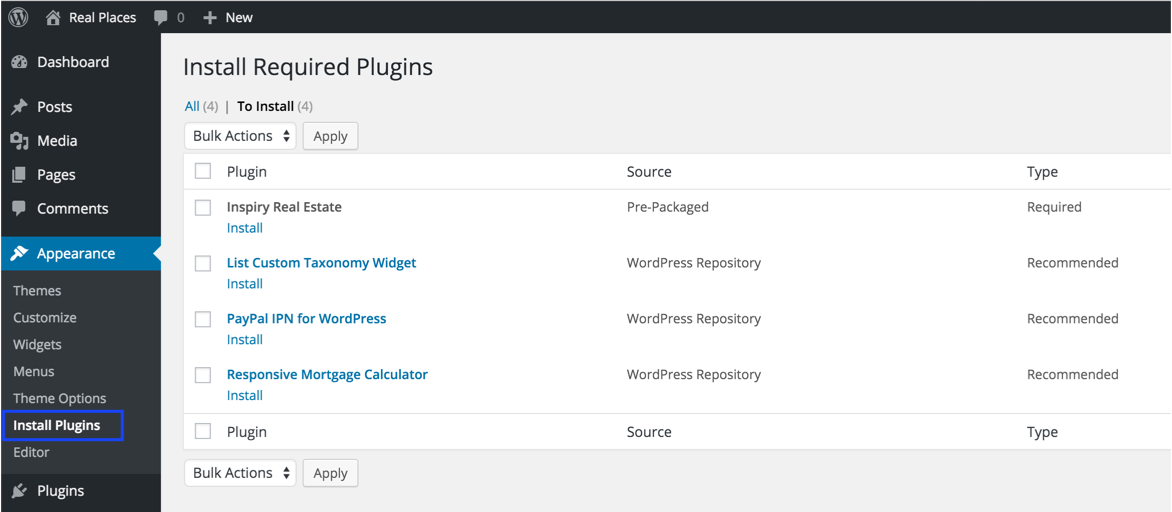 Real Places 0 New
Dashboard
Posts
Media
Pages
Comments
Appearance
Themes
Customize
Widgets
Menus
Theme Options
Install Plugins
Editor
Plugins
Install Required Plugins
All (4) | To Install (4)
Bulk Actions Apply
Plugin Source Type
Inspiry Real Estate Pre-Packaged Required
Install
List Custom Taxonomy Widget WordPress Repository Recommended
Install
PayPal IPN for WordPress WordPress Repository Recommended
Install
Responsive Mortgage Calculator WordPress Repository Recommended
Install
Plugin Source Type
Bulk Actions Apply